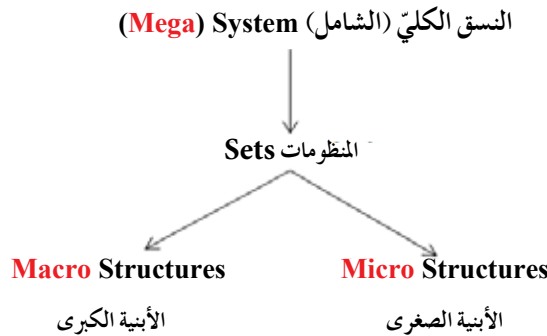 النسق الكليّ (الشامل) (Mega) System
المنظومات Sets
Macro Structures
Micro Structures
الأبنية الكبرى
الأبنية الصغرى